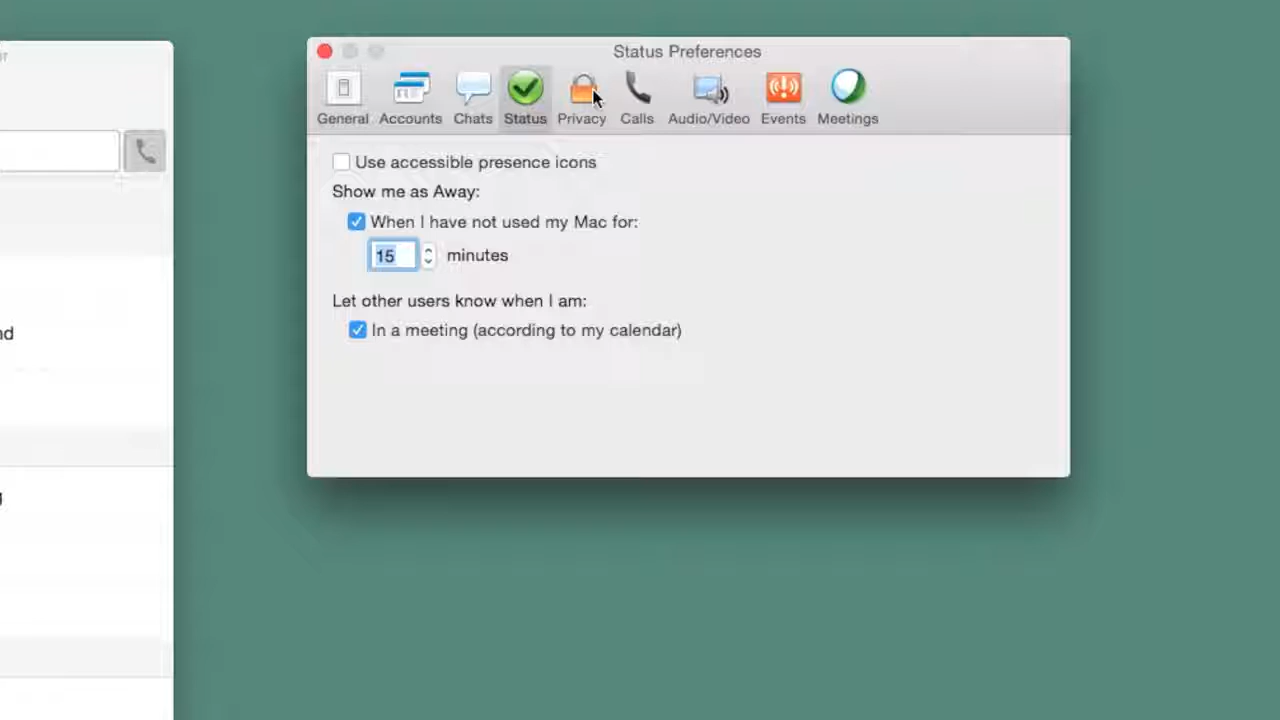 Status Preferences
General Accounts Chats Status Privacy Calls Audio/Video Events Meetings
Use accessible presence icons
Show me as Away:
When I have not used my Mac for:
15 minutes
Let other users know when I am:
In a meeting (according to my calendar)